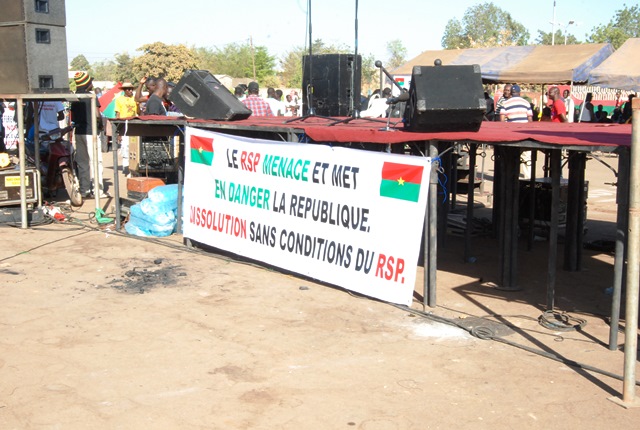 LE RSP MENACE ET MET
EN DANGER LA REPUBLIQUE.
DISSOLUTION SANS CONDITIONS DU RSP.